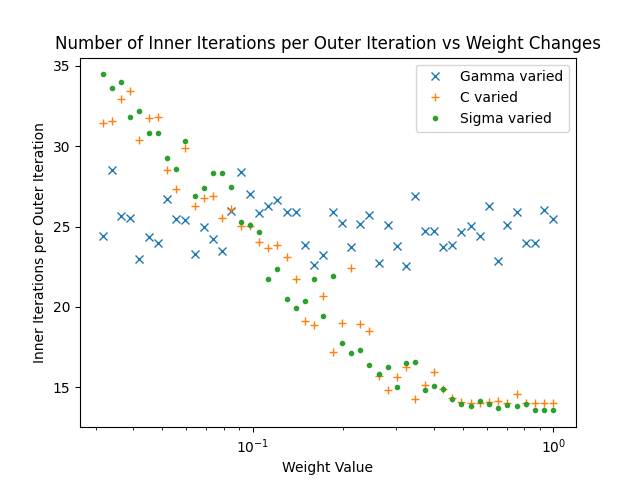 Number of Inner Iterations per Outer Iteration vs Weight Changes
Gamma varied
C varied
Sigma varied
Inner Iterations per Outer Iteration
35
30
25
20
15
10⁻¹
10⁰
Weight Value